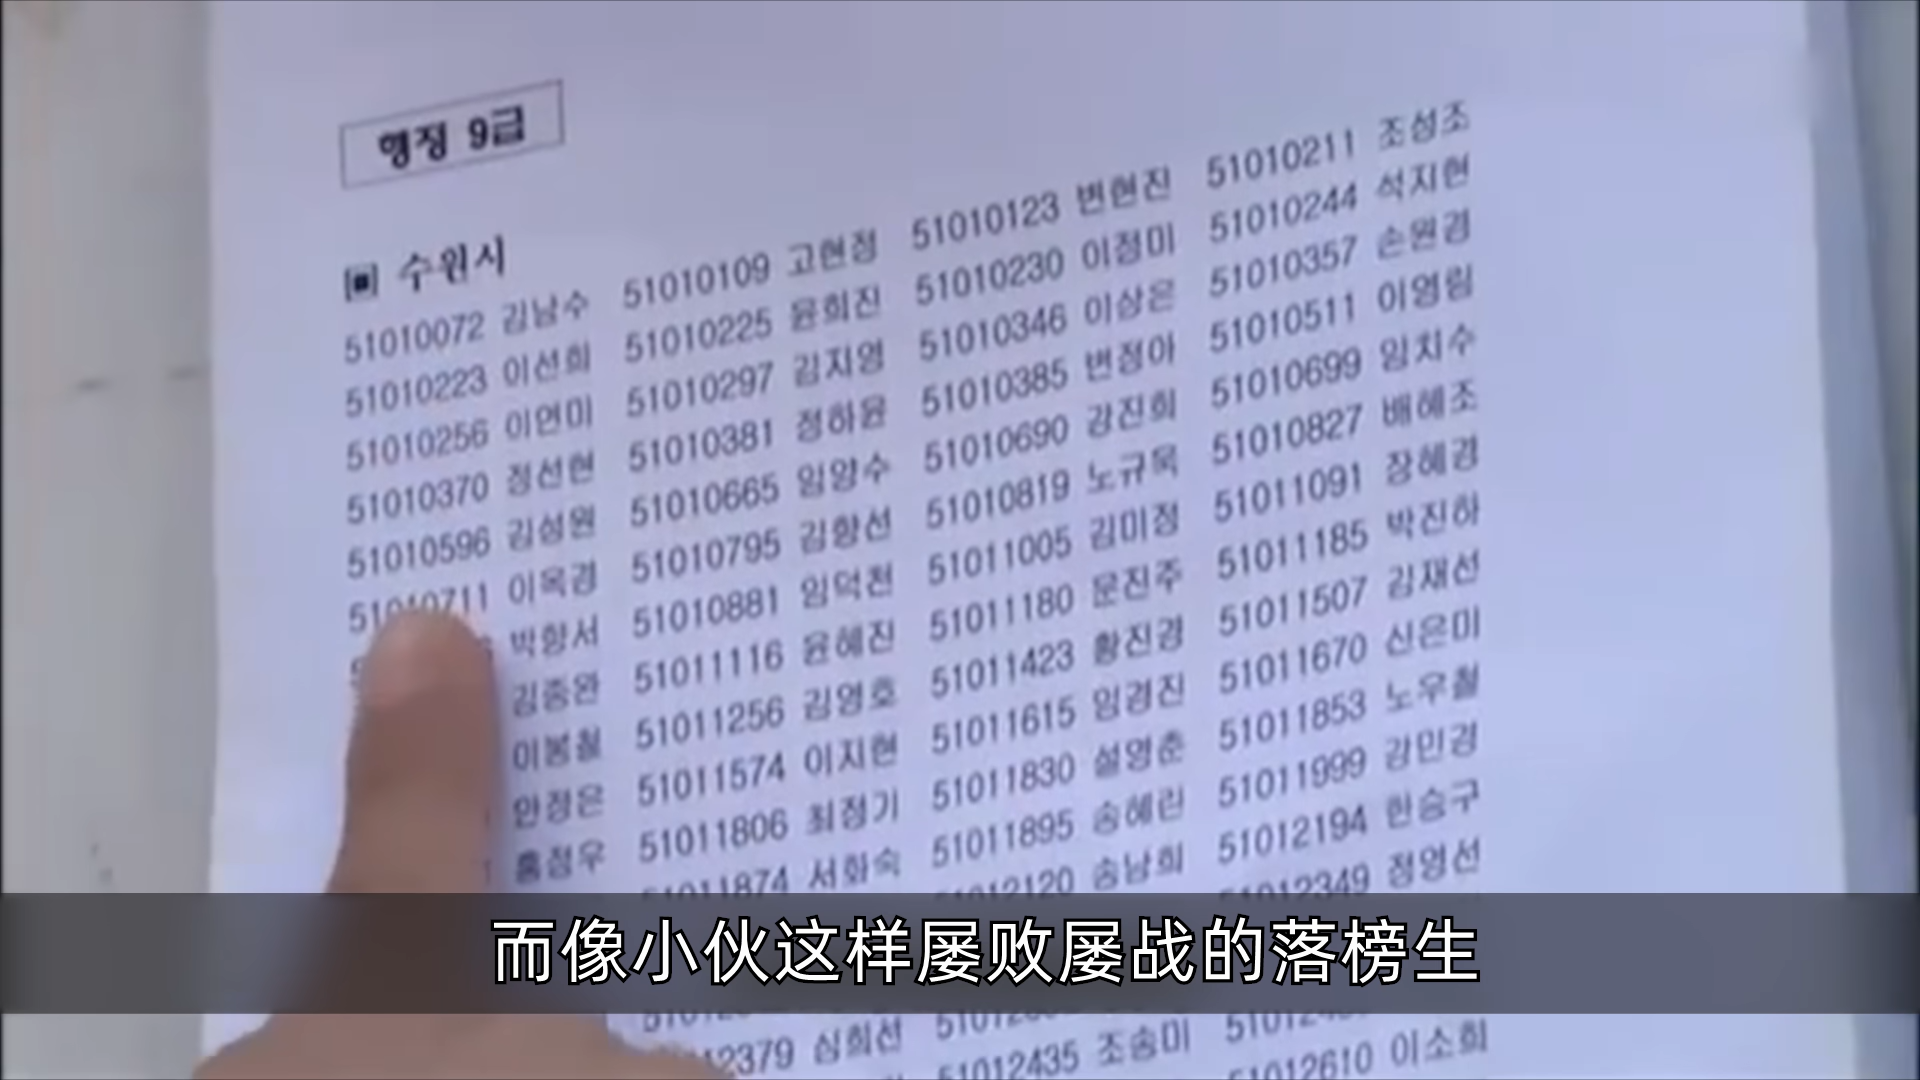 행정 9급
수원시
51010072 김남수 51010109 고현정 51010123 변현진 51010211 조성조
51010223 이선희 51010225 윤희진 51010230 이정미 51010244 석지현
51010256 이연미 51010297 김지영 51010346 이상은 51010357 손원경
51010370 정선현 51010381 정하윤 51010385 변정아 51010511 이영림
51010596 김성원 51010665 임양수 51010690 강진희 51010699 임치수
51010711 이옥경 51010795 김향선 51010819 노규옥 51010827 배혜조
박항서 51010881 임덕천 51011005 김미정 51011091 장혜경
김종완 51011116 윤혜진 51011180 문진주 51011185 박진하
이봉철 51011256 김영호 51011423 황진경 51011507 김재선
안정은 51011574 이지현 51011615 임경진 51011670 신은미
홍정우 51011806 최정기 51011830 설영춘 51011853 노우철
51011874 서화숙 51011895 송혜린 51011999 강민경
51012120 송남희 51012194 한승구
51012349 정영선
而像小伙这样屡败屡战的落榜生
12379 심희선 51012435 조송미 51012610 이소희